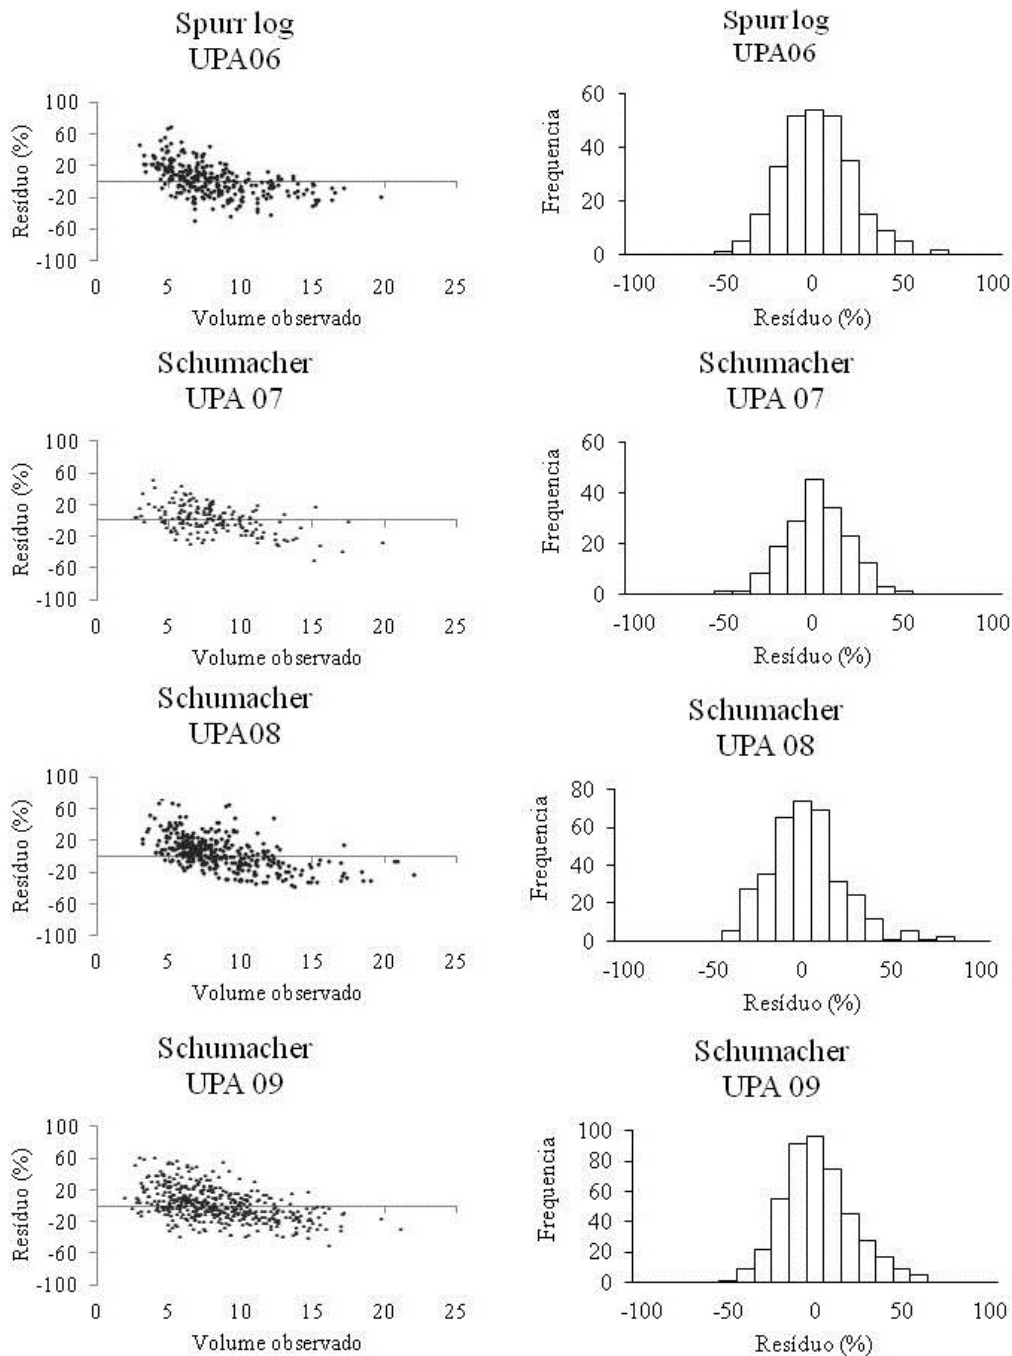 Spurr log
UPA06
100
60
20
-20
-60
-100
Resíduo (%)
0 5 10 15 20 25
Volume observado
Spurr log
UPA06
60
40
20
0
Frequencia
-100 -50 0 50 100
Resíduo (%)
Schumacher
UPA 07
100
60
20
-20
-60
-100
Resíduo (%)
0 5 10 15 20 25
Volume observado
Schumacher
UPA 07
60
40
20
0
Frequencia
-100 -50 0 50 100
Resíduo (%)
Schumacher
UPA08
100
60
20
-20
-60
-100
Resíduo (%)
0 5 10 15 20 25
Volume observado
Schumacher
UPA 08
80
60
40
20
0
Frequencia
-100 -50 0 50 100
Resíduo (%)
Schumacher
UPA 09
100
60
20
-20
-60
-100
Resíduo (%)
0 5 10 15 20 25
Volume observado
Schumacher
UPA 09
100
80
60
40
20
0
Frequencia
-100 -50 0 50 100
Resíduo (%)